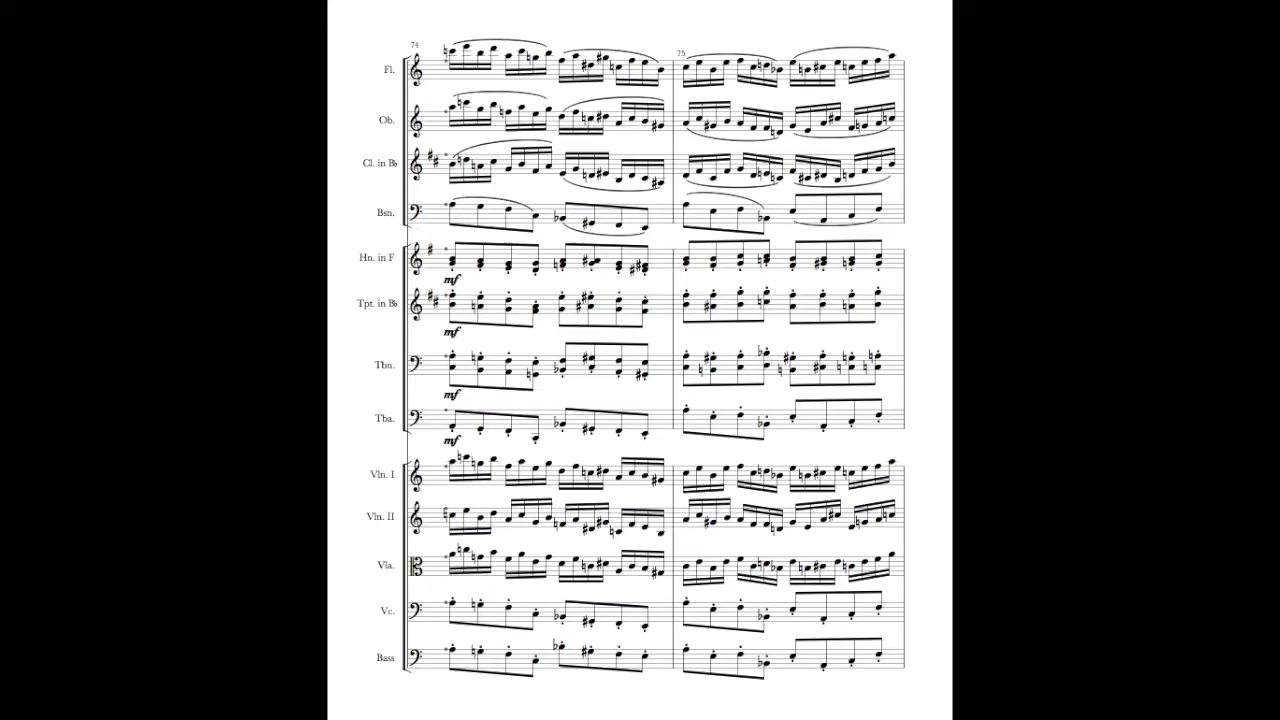 74
75
Fl.
Ob.
Cl. in B♭
Bsn.
Hn. in F
mf
Tpt. in B♭
mf
Tbn.
mf
Tba.
mf
Vln. I
Vln. II
Vla.
Vc.
Bass